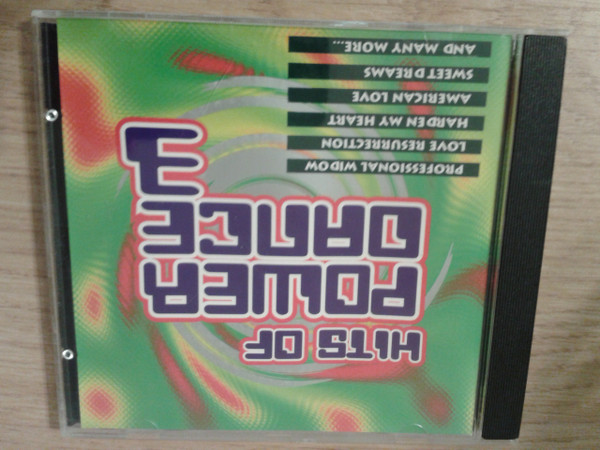 HITS OF
POWER
DANCE
3
PROFESSIONAL WIDOW
LOVE RESURRECTION
HARDEN MY HEART
AMERICAN LOVE
SWEET DREAMS
AND MANY MORE...